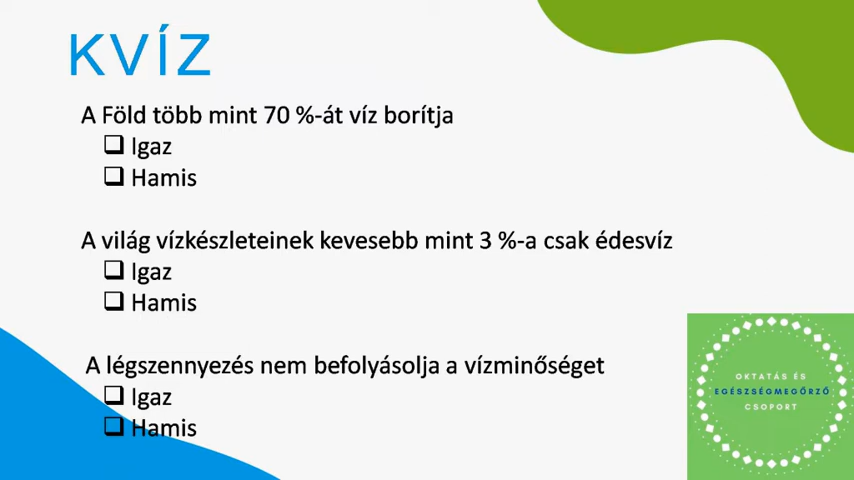 KVÍZ
A Föld több mint 70 %-át víz borítja
Igaz
Hamis
A világ vízkészleteinek kevesebb mint 3 %-a csak édesvíz
Igaz
Hamis
A légszennyezés nem befolyásolja a vízminőséget
Igaz
Hamis
OKTATÁS ÉS
EGÉSZSÉGMEGŐRZŐ
CSOPORT